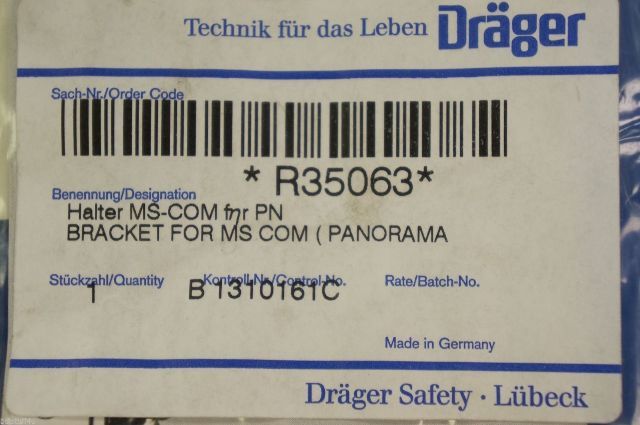 Technik für das Leben Dräger
Sach-Nr./Order Code
*R35063*
Benennung/Designation
Halter MS-COM fηr PN
BRACKET FOR MS COM ( PANORAMA
Stückzahl/Quantity Kontroll-Nr./Control-No. Rate/Batch-No.
1 B 1310161C
Made in Germany
Dräger Safety · Lübeck